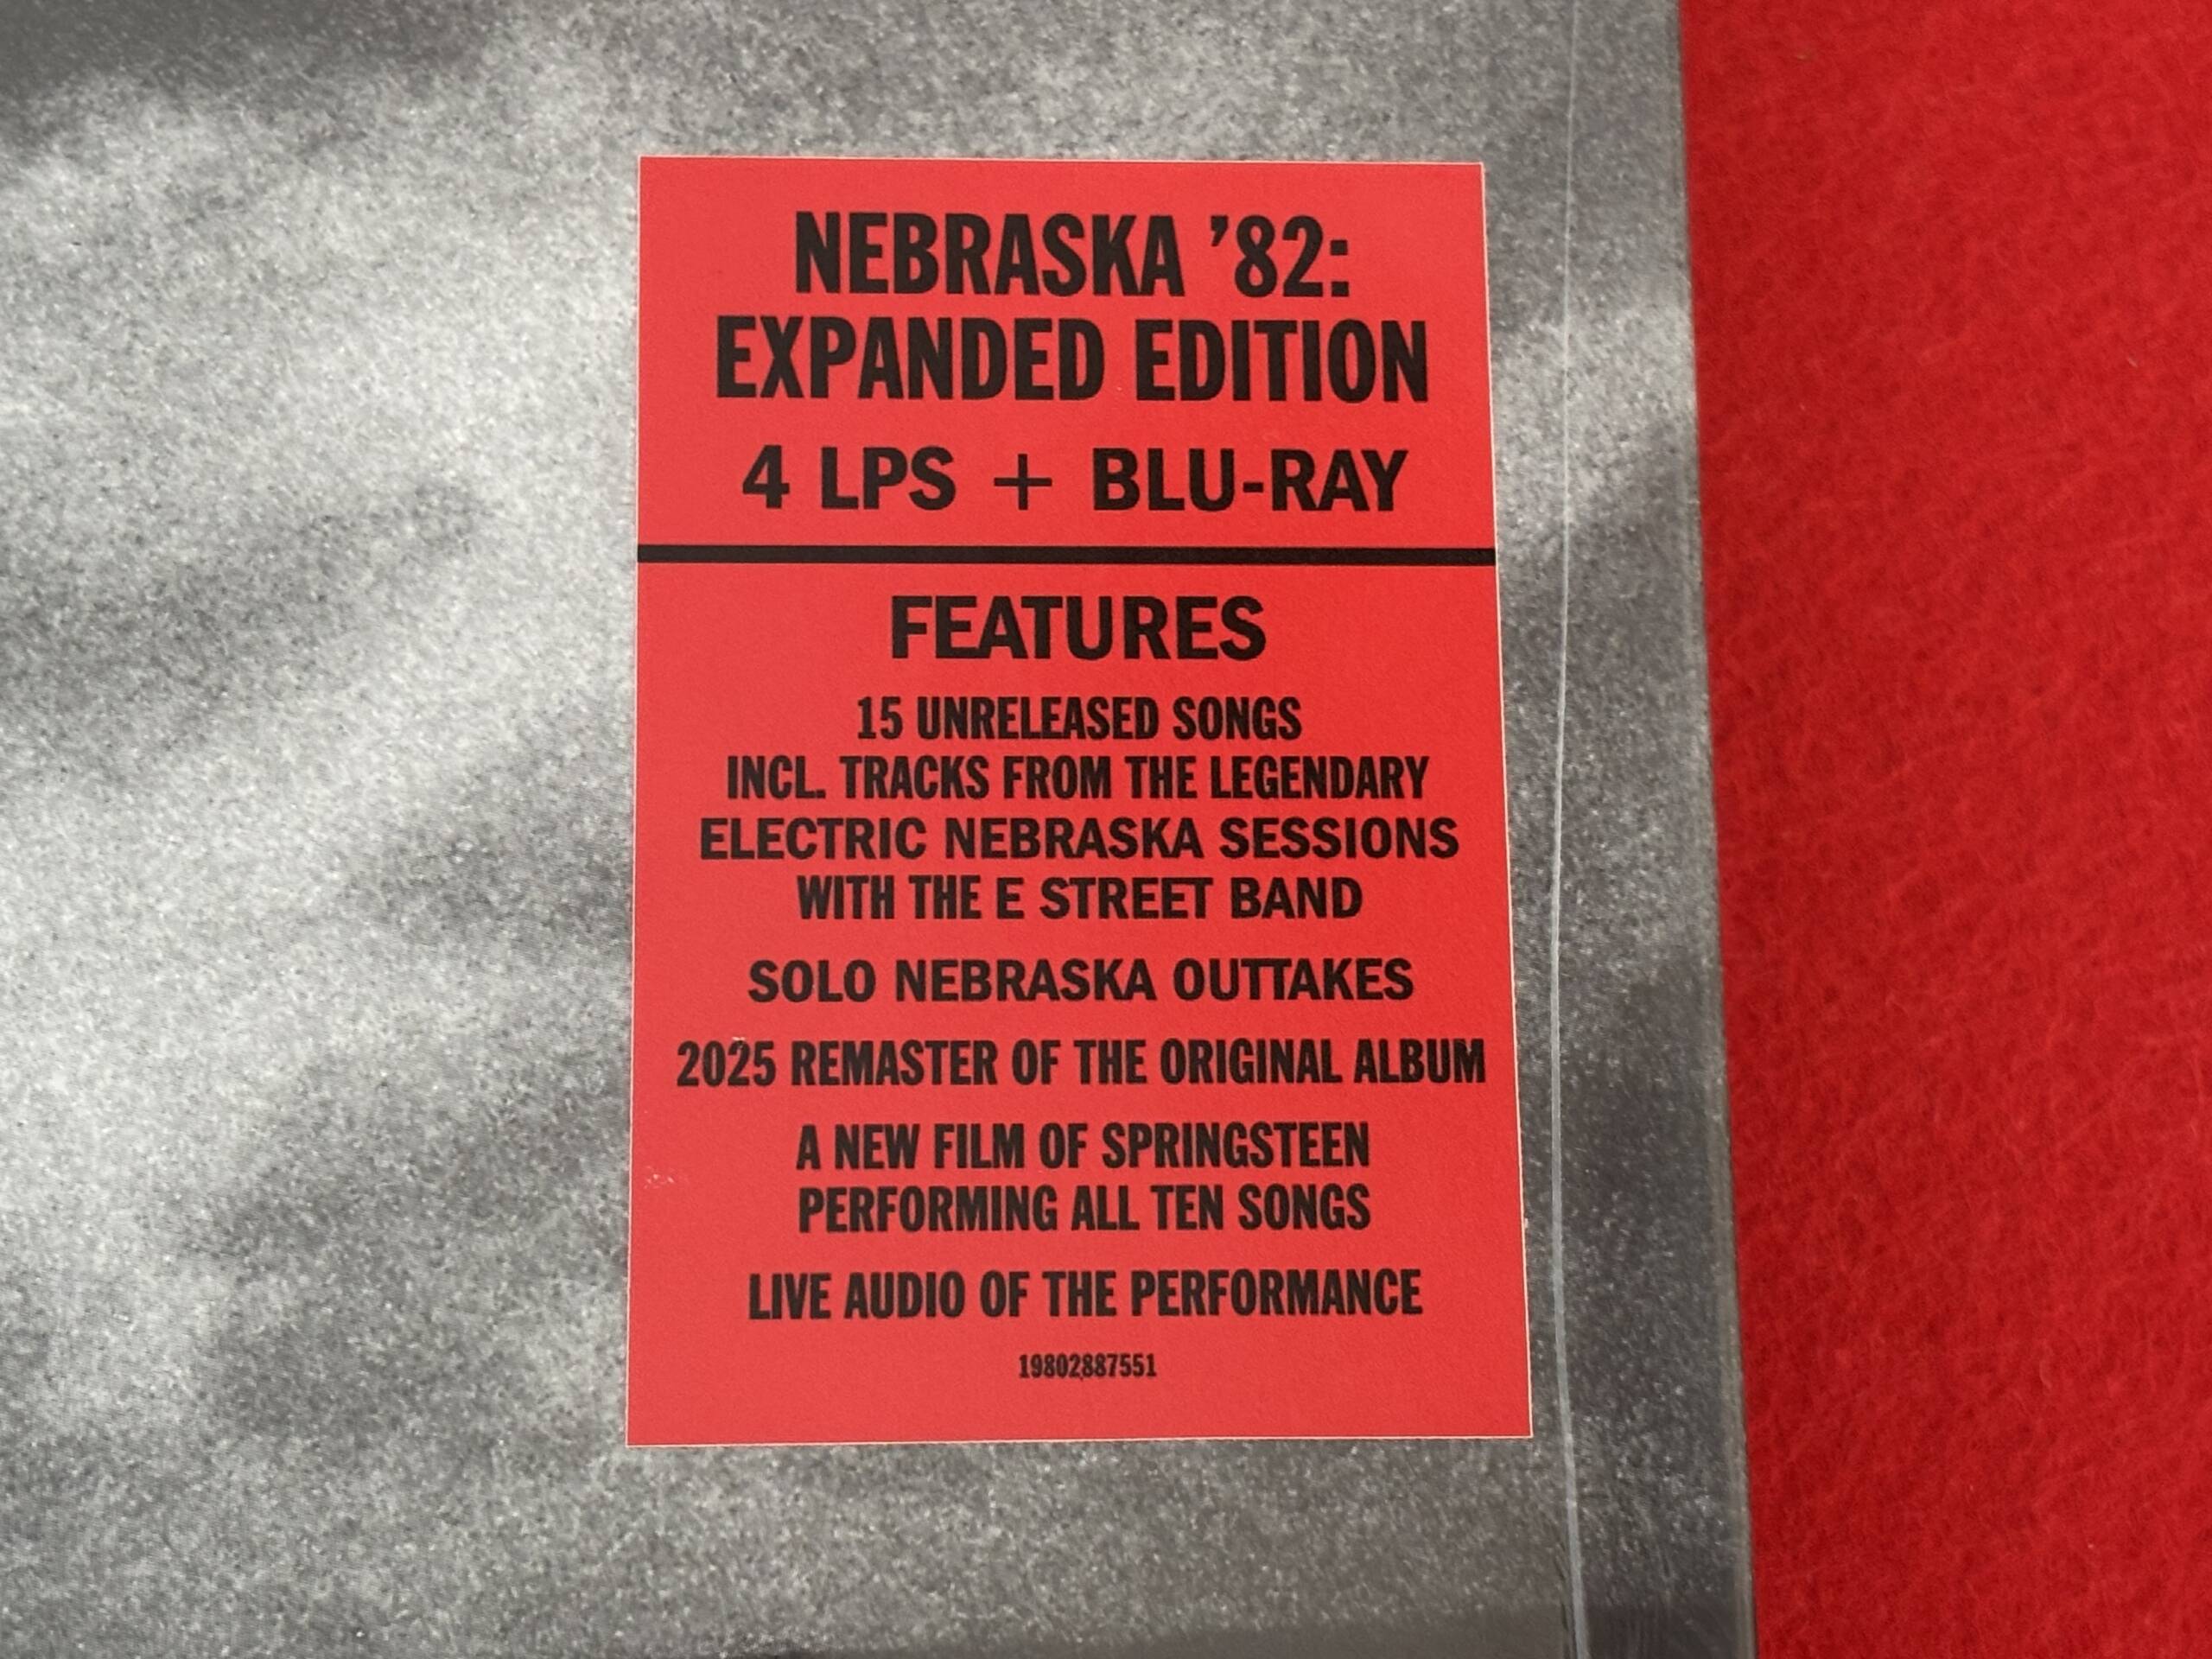 NEBRASKA ’82:
EXPANDED EDITION
4 LPS + BLU-RAY
FEATURES
15 UNRELEASED SONGS
INCL. TRACKS FROM THE LEGENDARY
ELECTRIC NEBRASKA SESSIONS
WITH THE E STREET BAND
SOLO NEBRASKA OUTTAKES
2025 REMASTER OF THE ORIGINAL ALBUM
A NEW FILM OF SPRINGSTEEN
PERFORMING ALL TEN SONGS
LIVE AUDIO OF THE PERFORMANCE
19802887551